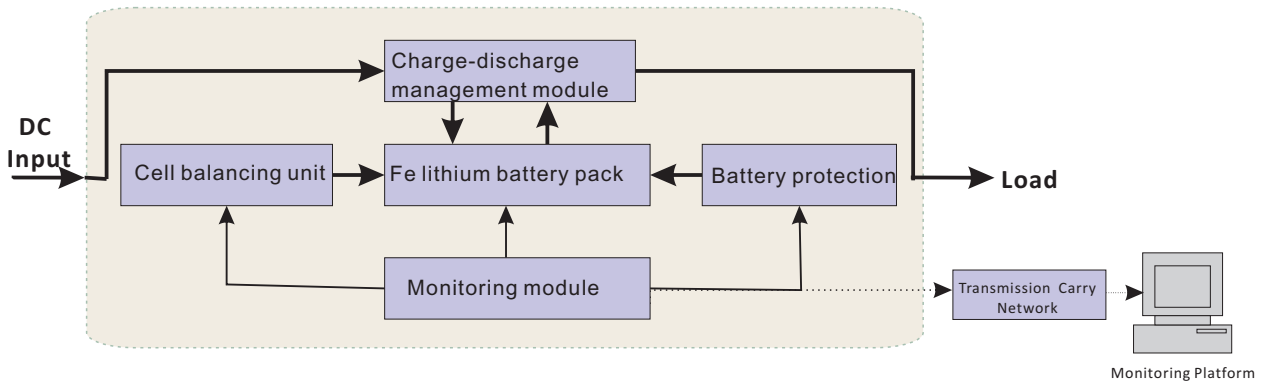 Charge-discharge
management module
DC
Input
Cell balancing unit
Fe lithium battery pack
Battery protection
Load
Monitoring module
Transmission Carry
Network
Monitoring Platform